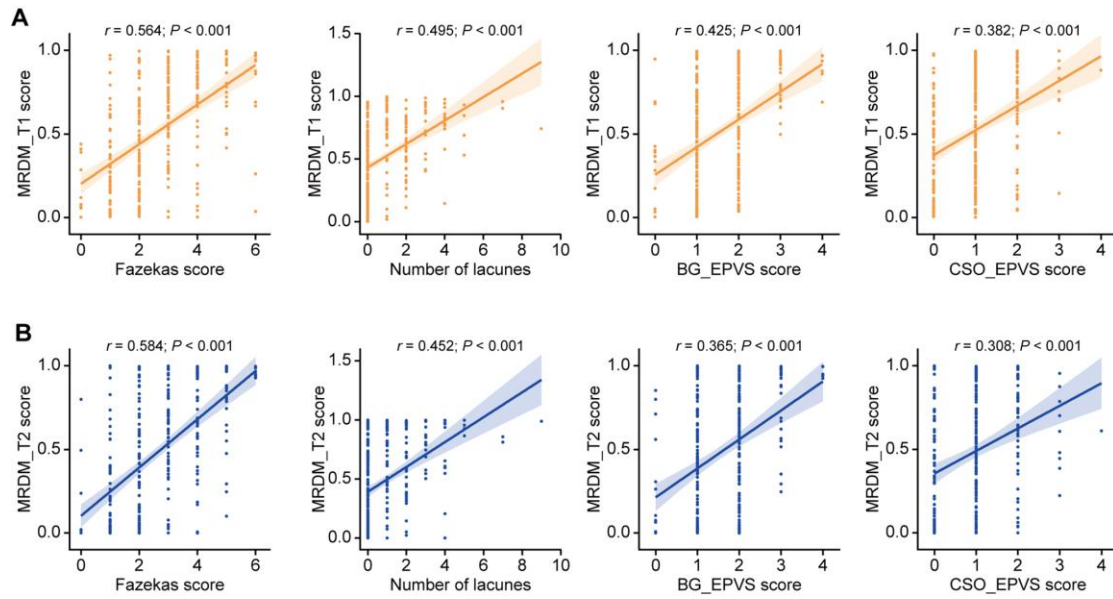 A
r = 0.564; P < 0.001
1.0
0.5
0.0
MRDM_T1 score
0 2 4 6
Fazekas score
r = 0.495; P < 0.001
1.5
1.0
0.5
0.0
MRDM_T1 score
0 2 4 6 8 10
Number of lacunes
r = 0.425; P < 0.001
1.0
0.5
0.0
MRDM_T1 score
0 1 2 3 4
BG_EPVS score
r = 0.382; P < 0.001
1.0
0.5
0.0
MRDM_T1 score
0 1 2 3 4
CSO_EPVS score
B
r = 0.584; P < 0.001
1.0
0.5
0.0
MRDM_T2 score
0 2 4 6
Fazekas score
r = 0.452; P < 0.001
1.5
1.0
0.5
0.0
MRDM_T2 score
0 2 4 6 8 10
Number of lacunes
r = 0.365; P < 0.001
1.0
0.5
0.0
MRDM_T2 score
0 1 2 3 4
BG_EPVS score
r = 0.308; P < 0.001
1.0
0.5
0.0
MRDM_T2 score
0 1 2 3 4
CSO_EPVS score